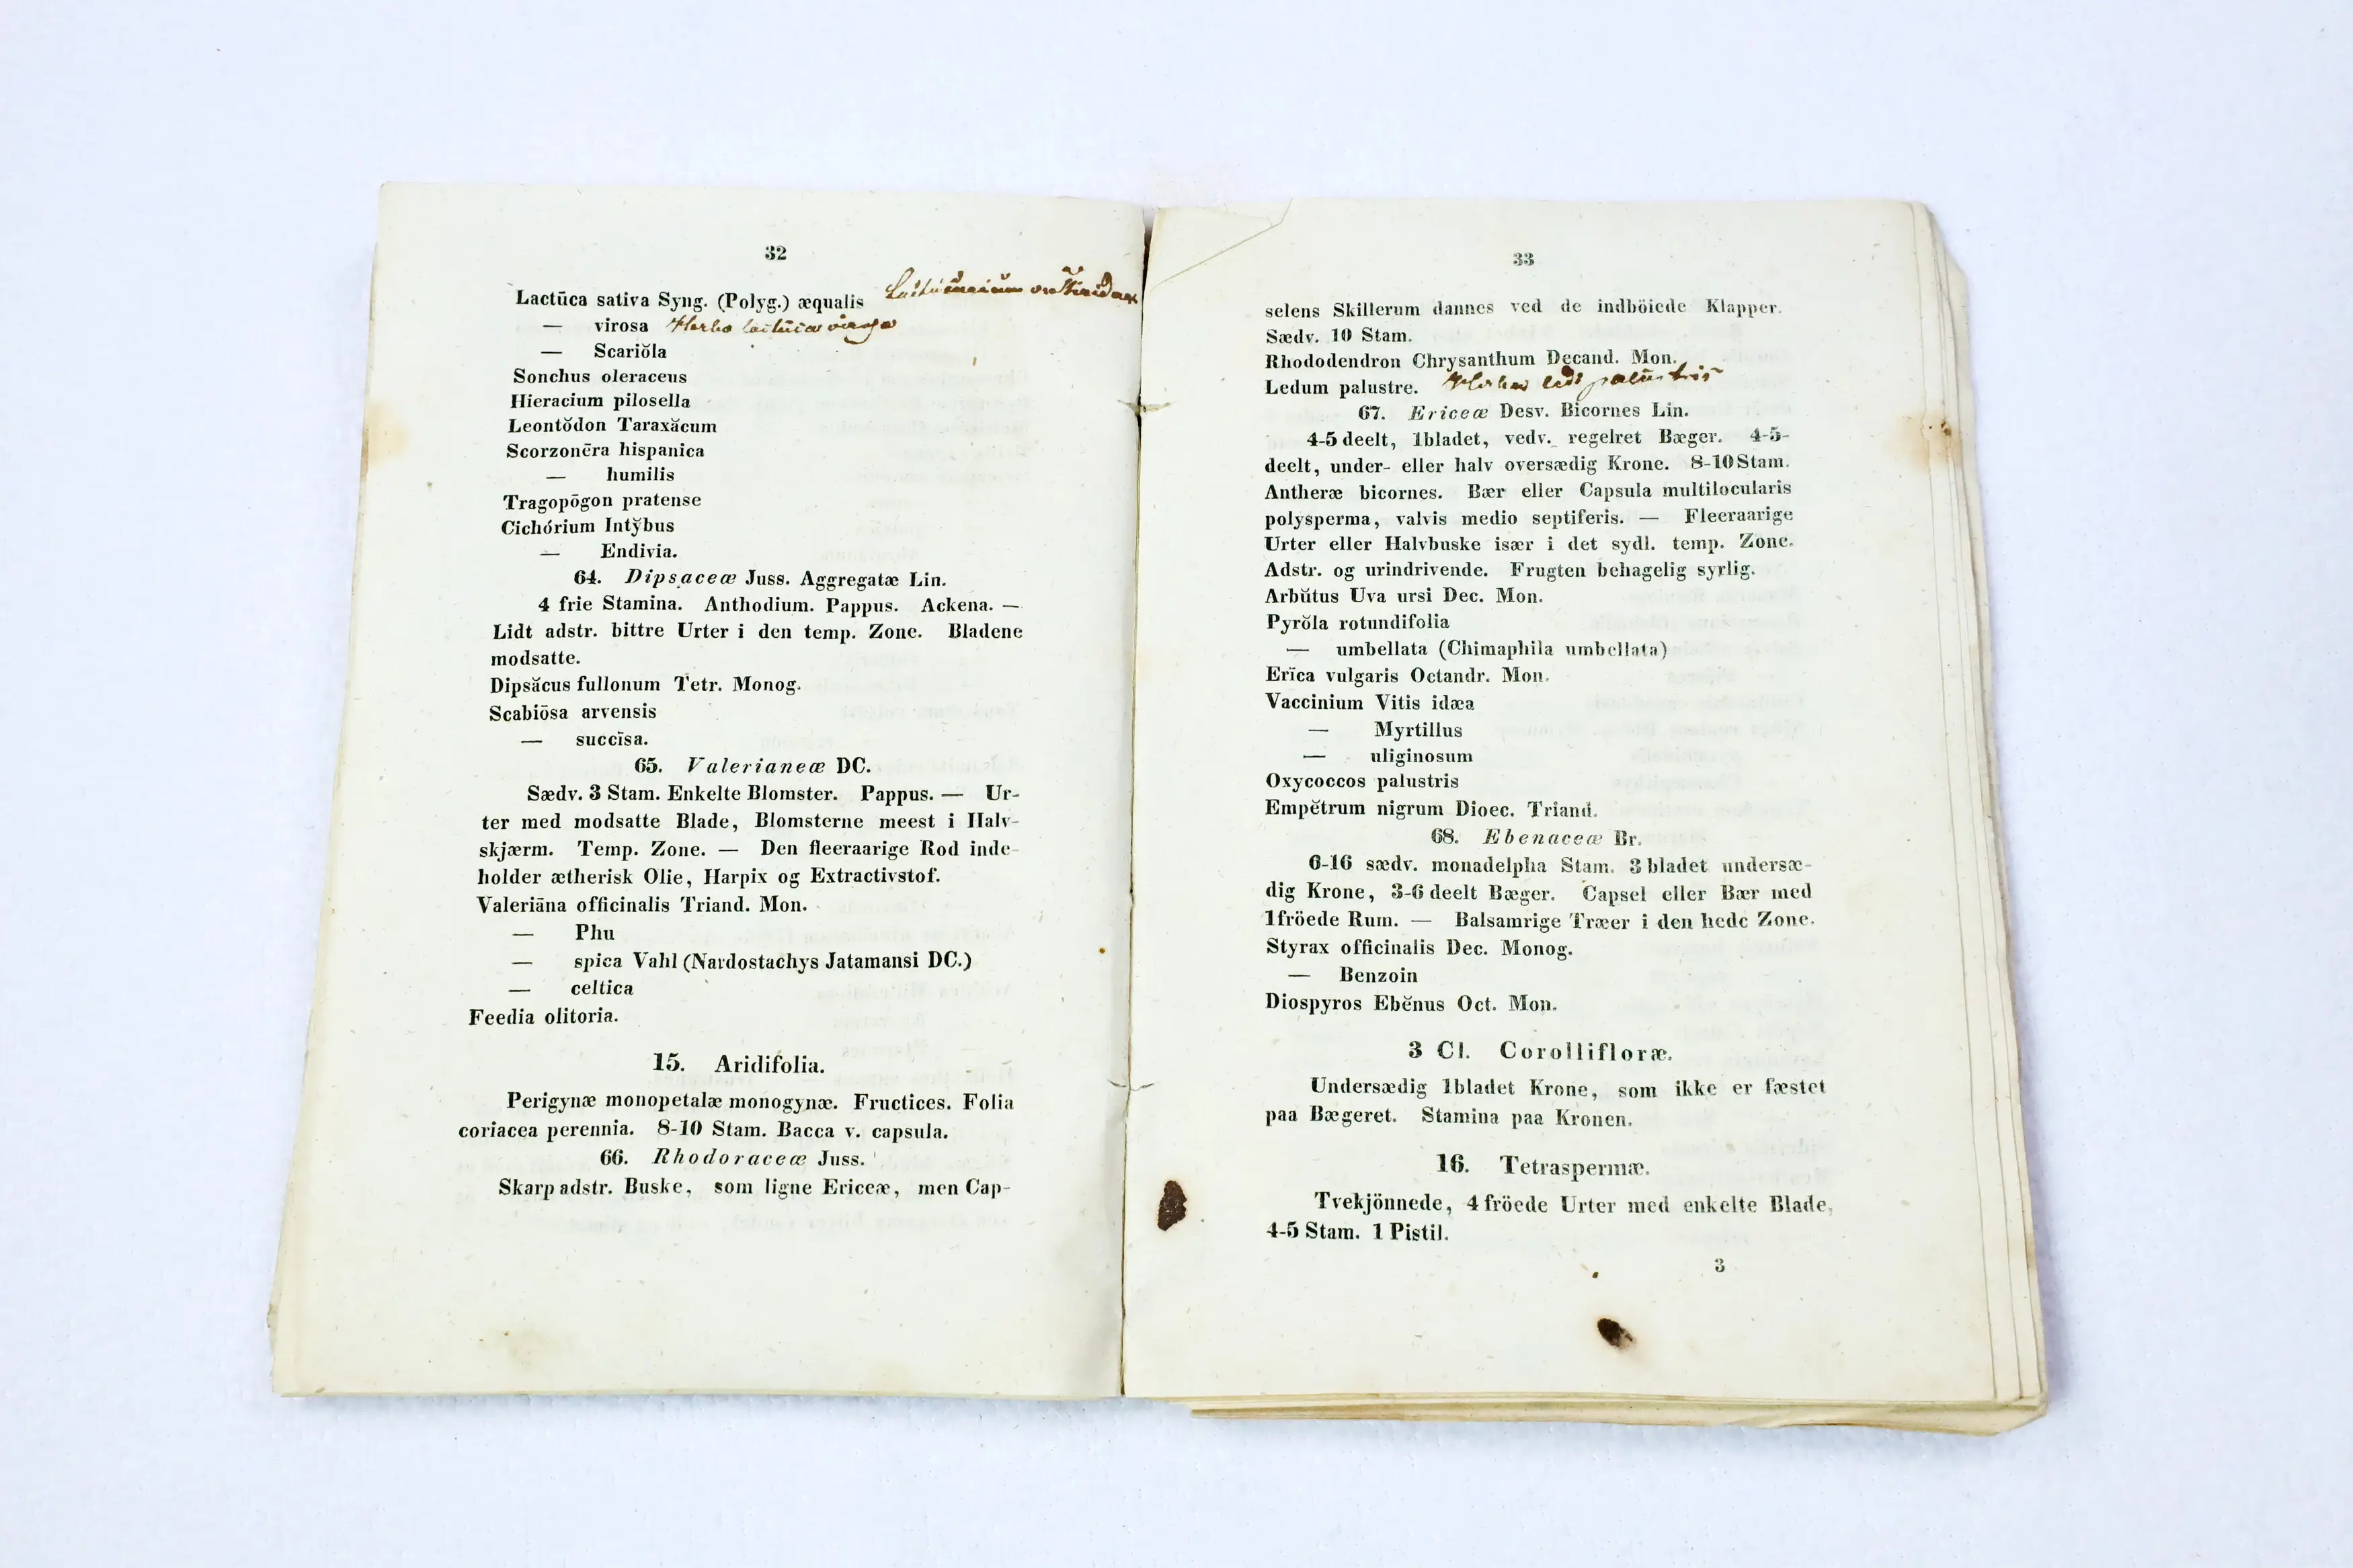 32
Lactūca sativa Syng. (Polyg.) æqualis Lactucarium
— virosa Herba lactuca virosa
— Scariŏla
Sonchus oleraceus
Hieracium pilosella
Leontŏdon Taraxăcum
Scorzonēra hispanica
— humilis
Tragopōgon pratense
Cichórium Intўbus
— Endivia.
64. Dipsaceæ Juss. Aggregatæ Lin.
4 frie Stamina. Anthodium. Pappus. Ackena. —
Lidt adstr. bittre Urter i den temp. Zone. Bladene
modsatte.
Dipsăcus fullonum Tetr. Monog.
Scabiōsa arvensis
— succīsa.
65. Valerianeæ DC.
Sædv. 3 Stam. Enkelte Blomster. Pappus. — Ur-
ter med modsatte Blade, Blomsterne meest i Halv-
skjærm. Temp. Zone. — Den fleeraarige Rod inde-
holder ætherisk Olie, Harpix og Extractivstof.
Valeriāna officinalis Triand. Mon.
— Phu
— spica Vahl (Nardostachys Jatamansi DC.)
— celtica
Feedia olitoria.
15. Aridifolia.
Perigynæ monopetalæ monogynæ. Fructices. Folia
coriacea perennia. 8-10 Stam. Bacca v. capsula.
66. Rhodoraceæ Juss.
Skarp adstr. Buske, som ligne Ericeæ, men Cap-
33
selens Skillerum dannes ved de indböiede Klapper.
Sædv. 10 Stam.
Rhododendron Chrysanthum Decand. Mon.
Ledum palustre. Herba ledi palustris
67. Ericeæ Desv. Bicornes Lin.
4-5 deelt, 1bladet, vedv. regelret Bæger. 4-5-
deelt, under- eller halv oversædig Krone. 8-10 Stam.
Antheræ bicornes. Bær eller Capsula multilocularis
polysperma, valvis medio septiferis. — Fleeraarige
Urter eller Halvbuske især i det sydl. temp. Zone.
Adstr. og urindrivende. Frugten behagelig syrlig.
Arbŭtus Uva ursi Dec. Mon.
Pyrŏla rotundifolia
— umbellata (Chimaphila umbellata)
Erīca vulgaris Octandr. Mon.
Vaccinium Vitis idæa
— Myrtillus
— uliginosum
Oxycoccos palustris
Empĕtrum nigrum Dioec. Triand.
68. Ebenaceæ Br.
6-16 sædv. monadelpha Stam. 3 bladet undersæ-
dig Krone, 3-6 deelt Bæger. Capsel eller Bær med
1fröede Rum. — Balsamrige Træer i den hede Zone.
Styrax officinalis Dec. Monog.
— Benzoin
Diospyros Ebĕnus Oct. Mon.
3 Cl. Corollifloræ.
Undersædig 1bladet Krone, som ikke er fæstet
paa Bægeret. Stamina paa Kronen.
16. Tetraspermæ.
Tvekjönnede, 4 fröede Urter med enkelte Blade,
4-5 Stam. 1 Pistil.
3